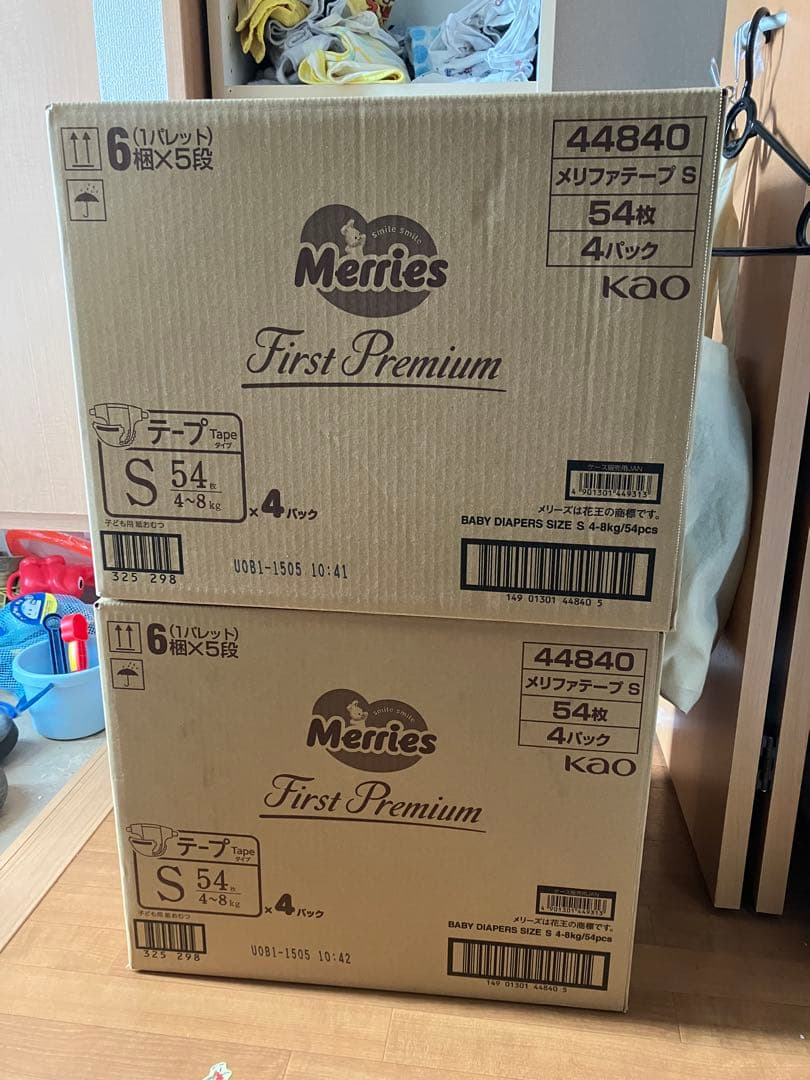 6(1パレット)
梱×5段
44840
メリファテープ S
54枚
4パック
Kao
smile smile
Merries
First Premium
テープ Tape
タイプ
S 54枚
4~8kg
×4パック
子ども用 紙おむつ
325 298
U0B1-1505 10:41
ケース販売用JAN
4 901301 449313
メリーズは花王の商標です。
BABY DIAPERS SIZE S 4-8kg/54pcs
149 01301 44840 5
6(1パレット)
梱×5段
44840
メリファテープ S
54枚
4パック
Kao
smile smile
Merries
First Premium
テープ Tape
タイプ
S 54枚
4~8kg
×4パック
子ども用 紙おむつ
325 298
U0B1-1505 10:42
ケース販売用JAN
4 901301 449313
メリーズは花王の商標です。
BABY DIAPERS SIZE S 4-8kg/54pcs
149 01301 44840 5